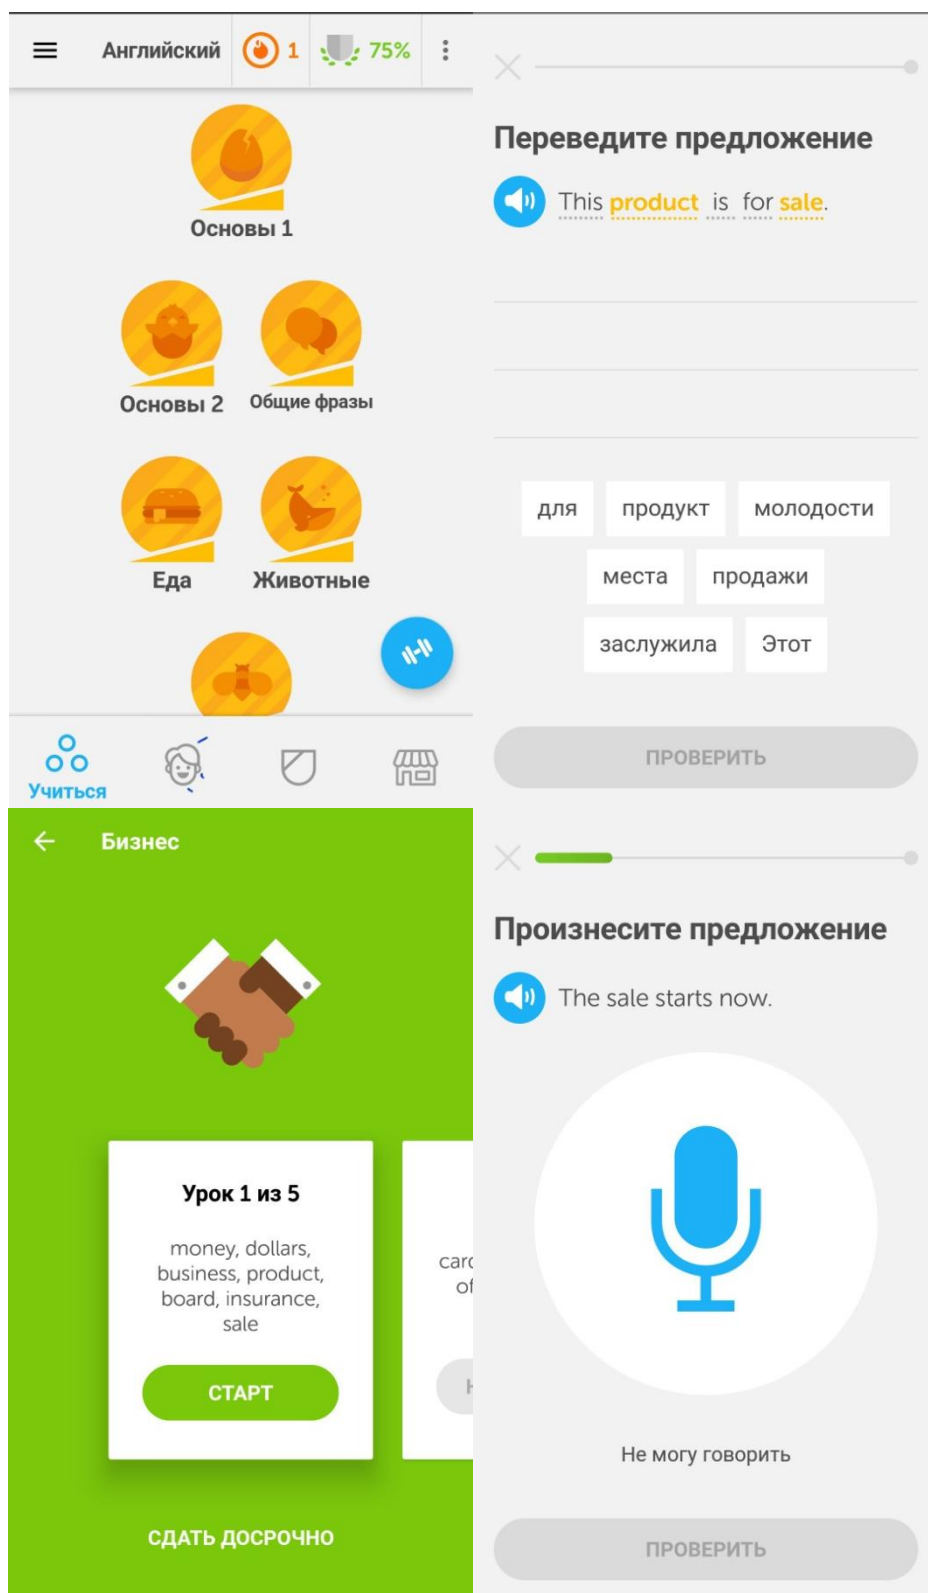 Английский
1
75%
Основы 1
Основы 2
Общие фразы
Еда
Животные
Учиться
Переведите предложение
This product is for sale.
для
продукт
молодости
места
продажи
заслужила
Этот
ПРОВЕРИТЬ
Бизнес
Урок 1 из 5
money, dollars,
business, product,
board, insurance,
sale
СТАРТ
СДАТЬ ДОСРОЧНО
Произнесите предложение
The sale starts now.
Не могу говорить
ПРОВЕРИТЬ